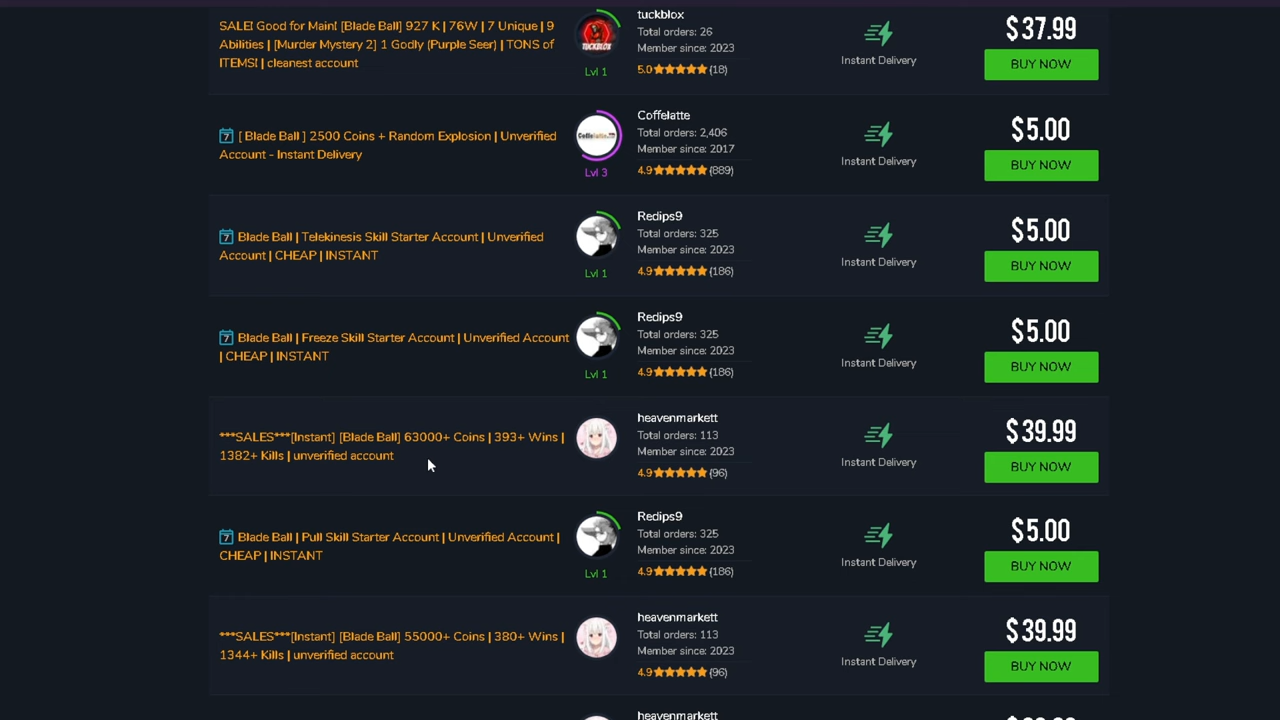 SALE! Good for Main! [Blade Ball] 927 K | 76W | 7 Unique | 9
Abilities | [Murder Mystery 2] 1 Godly (Purple Seer) | TONS of
ITEMS! | cleanest account
TUCKBLOX
Lvl 1
tuckblox
Total orders: 26
Member since: 2023
5.0 (18)
Instant Delivery
$37.99
BUY NOW
7 [ Blade Ball ] 2500 Coins + Random Explosion | Unverified
Account - Instant Delivery
Lvl 3
Coffelatte
Total orders: 2,406
Member since: 2017
4.9 (889)
Instant Delivery
$5.00
BUY NOW
7 Blade Ball | Telekinesis Skill Starter Account | Unverified
Account | CHEAP | INSTANT
Lvl 1
Redips9
Total orders: 325
Member since: 2023
4.9 (186)
Instant Delivery
$5.00
BUY NOW
7 Blade Ball | Freeze Skill Starter Account | Unverified Account
| CHEAP | INSTANT
Lvl 1
Redips9
Total orders: 325
Member since: 2023
4.9 (186)
Instant Delivery
$5.00
BUY NOW
***SALES***[Instant] [Blade Ball] 63000+ Coins | 393+ Wins |
1382+ Kills | unverified account
heavenmarkett
Total orders: 113
Member since: 2023
4.9 (96)
Instant Delivery
$39.99
BUY NOW
7 Blade Ball | Pull Skill Starter Account | Unverified Account |
CHEAP | INSTANT
Lvl 1
Redips9
Total orders: 325
Member since: 2023
4.9 (186)
Instant Delivery
$5.00
BUY NOW
***SALES***[Instant] [Blade Ball] 55000+ Coins | 380+ Wins |
1344+ Kills | unverified account
heavenmarkett
Total orders: 113
Member since: 2023
4.9 (96)
Instant Delivery
$39.99
BUY NOW
heavenmarkett